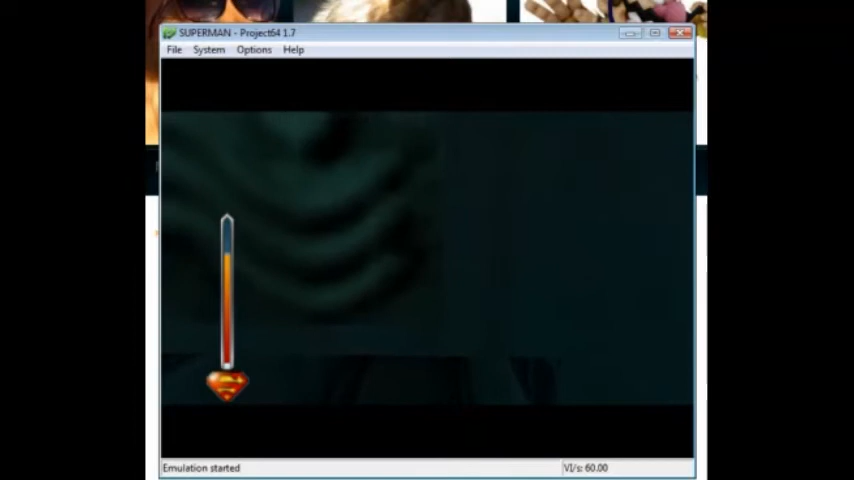 SUPERMAN - Project64 1.7
File System Options Help
Emulation started
VI/s: 60.00